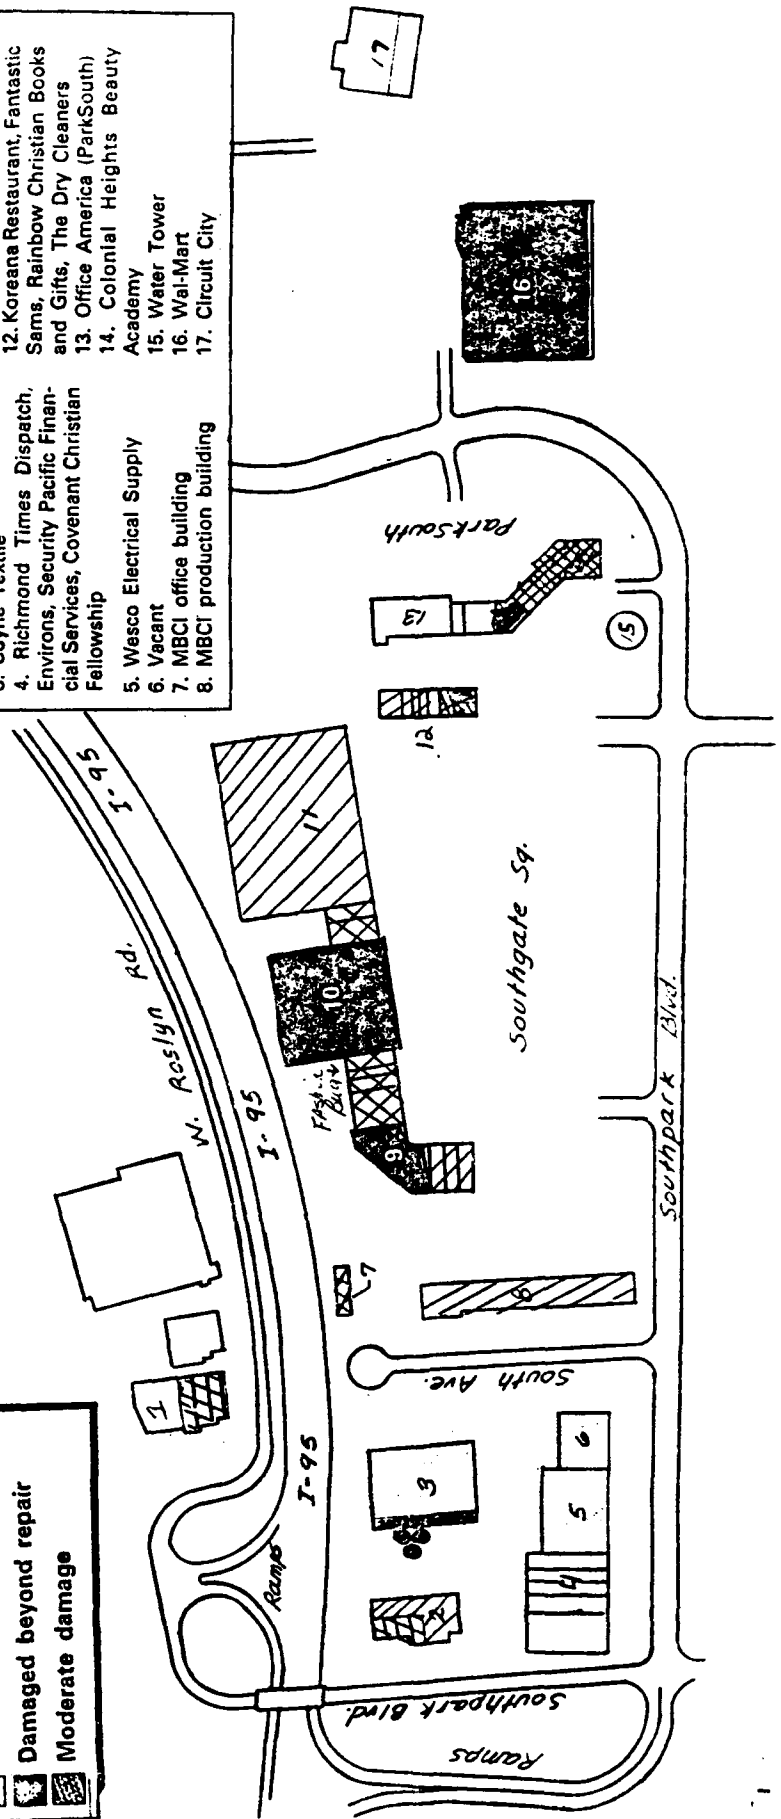 Damaged beyond repair
Moderate damage
4. Richmond Times Dispatch,
Environs, Security Pacific Finan-
cial Services, Covenant Christian
Fellowship
5. Wesco Electrical Supply
6. Vacant
7. MBCI office building
8. MBCI production building
12. Koreana Restaurant, Fantastic
Sams, Rainbow Christian Books
and Gifts, The Dry Cleaners
13. Office America (ParkSouth)
14. Colonial Heights Beauty
Academy
15. Water Tower
16. Wal-Mart
17. Circuit City
W. Roslyn Rd.
I-95
I-95
I-95
Ramps
Ramps
Southpark Blvd.
South Ave.
Southpark Blvd.
Southgate Sq.
ParkSouth
1
2
3
4
5
6
7
8
9
10
11
12
13
15
16
17